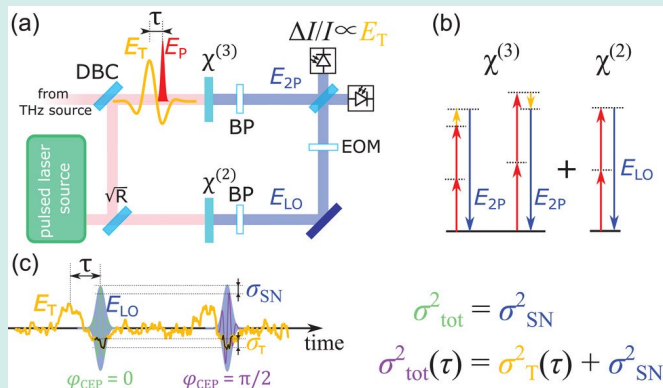 (a)
τ
E_T
E_P
DBC
from
THz source
χ^(3)
BP
E_2P
ΔI/I ∝ E_T
EOM
pulsed laser
source
√R
χ^(2)
BP
E_LO
(b)
χ^(3)
χ^(2)
+
E_2P
E_2P
E_LO
(c)
τ
E_T
E_LO
σ_SN
σ_T
time
φ_CEP = 0
φ_CEP = π/2
σ²_tot = σ²_SN
σ²_tot(τ) = σ²_T(τ) + σ²_SN